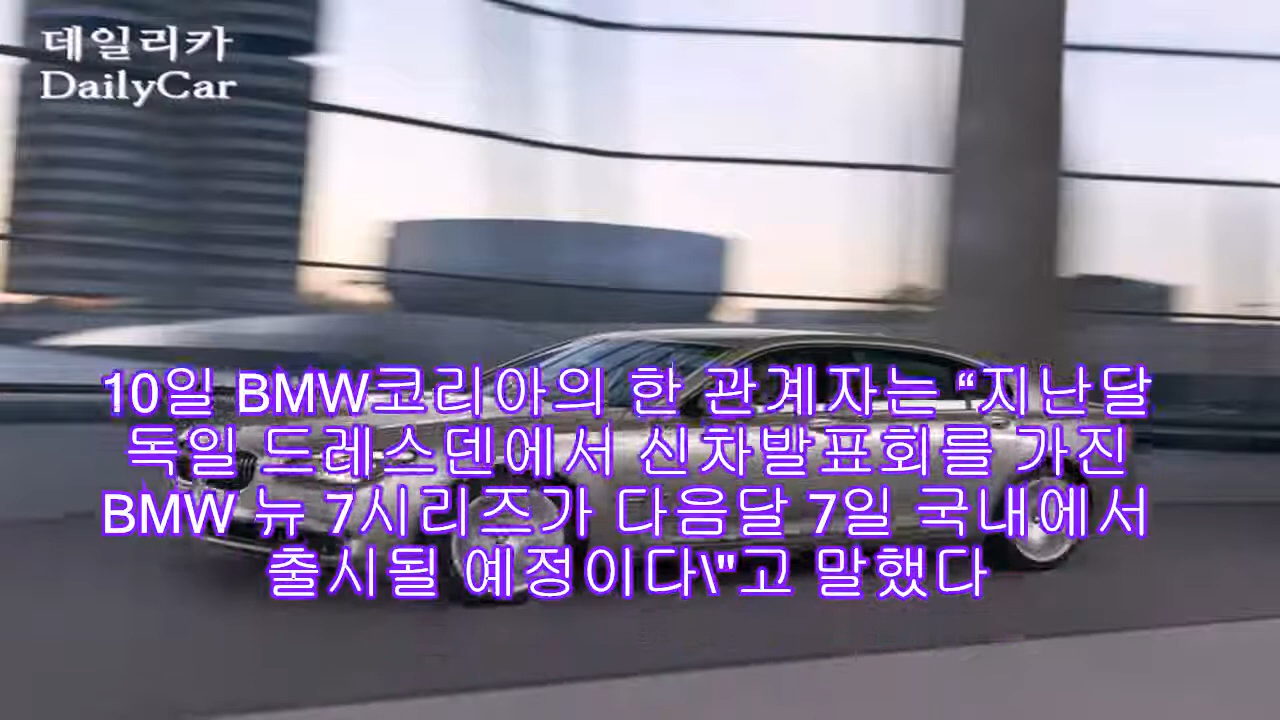 데일리카
DailyCar
10일 BMW코리아의 한 관계자는 “지난달
독일 드레스덴에서 신차발표회를 가진
BMW 뉴 7시리즈가 다음달 7일 국내에서
출시될 예정이다\"고 말했다